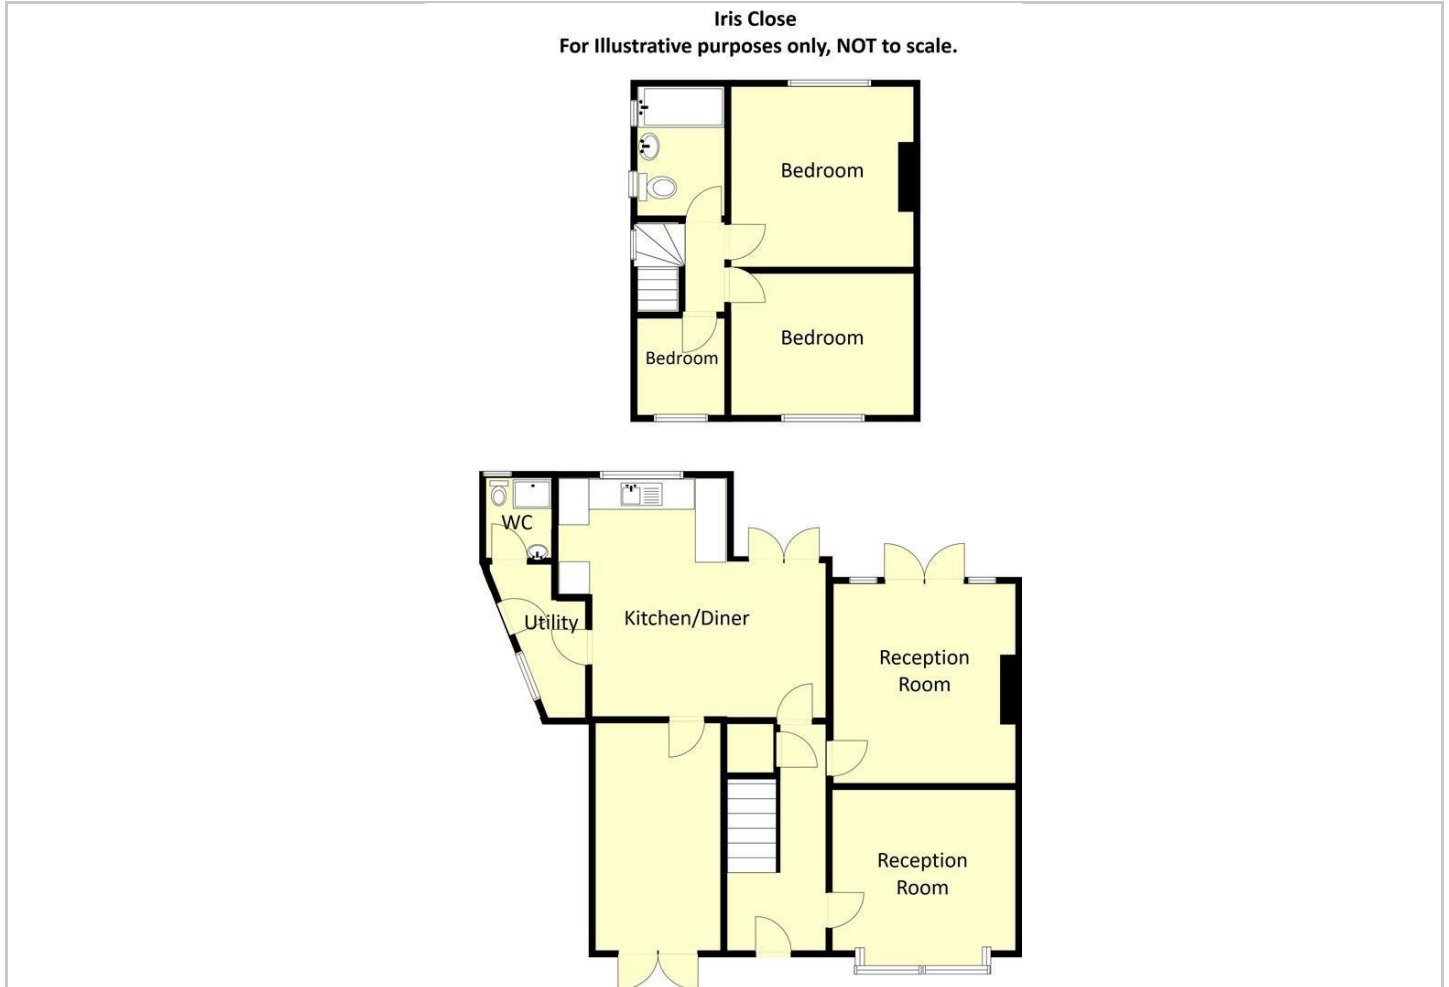 Iris Close
For Illustrative purposes only, NOT to scale.
Bedroom
Bedroom
Bedroom
WC
Utility
Kitchen/Diner
Reception
Room
Reception
Room